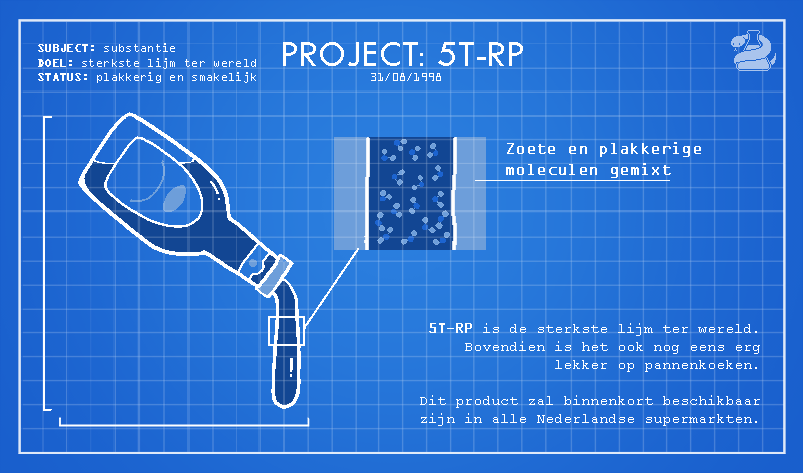 SUBJECT: substantie
DOEL: sterkste lijm ter wereld
STATUS: plakkerig en smakelijk
PROJECT: 5T-RP
31/08/1998
Zoete en plakkerige
moleculen gemixt
5T-RP is de sterkste lijm ter wereld.
Bovendien is het ook nog eens erg
lekker op pannenkoeken.
Dit product zal binnenkort beschikbaar
zijn in alle Nederlandse supermarkten.